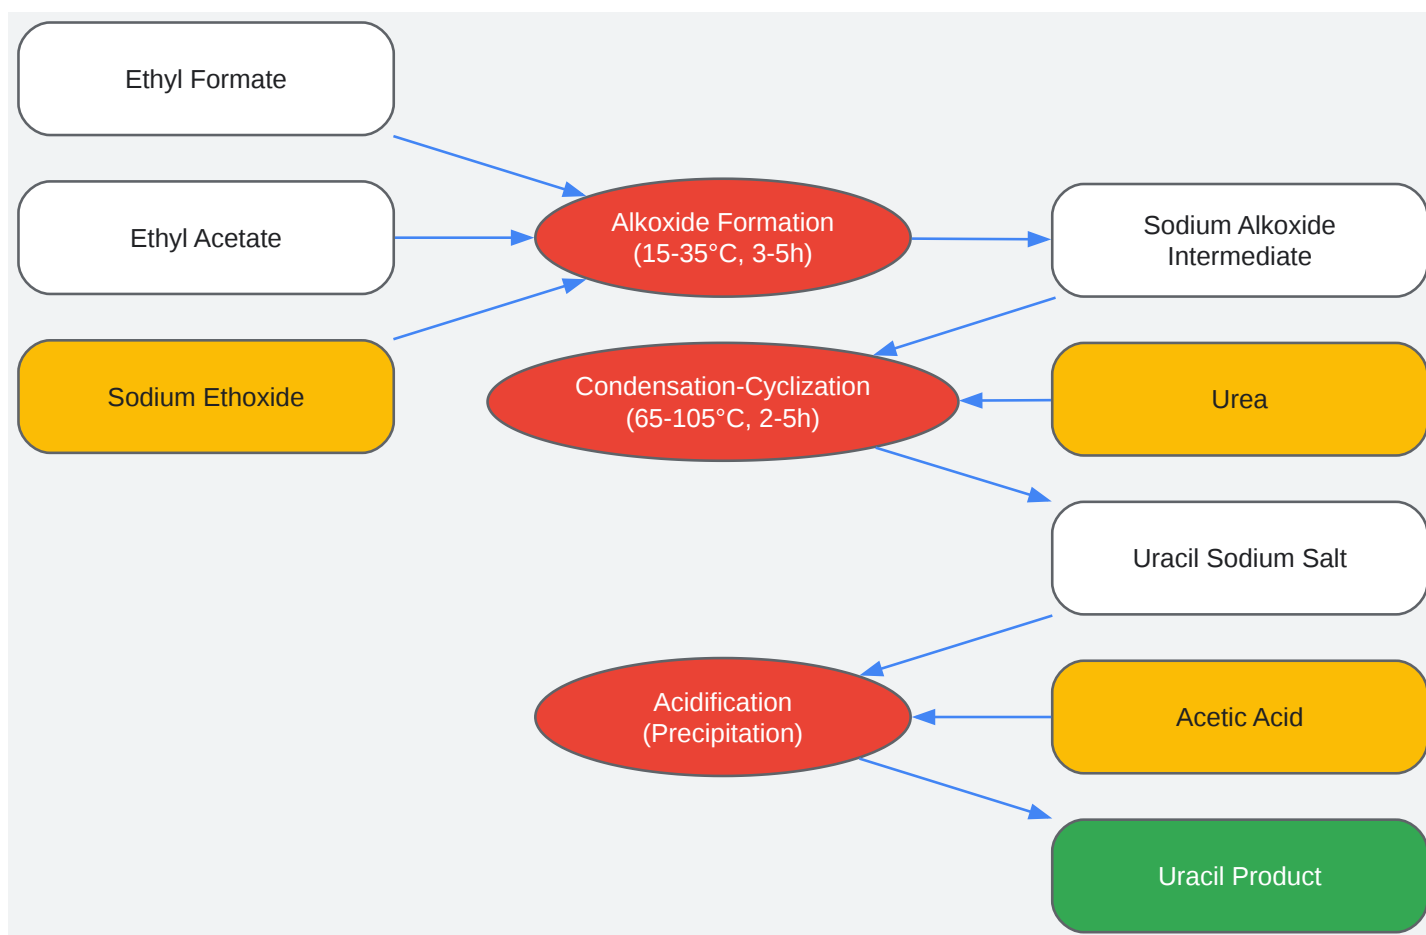 Ethyl Formate
Ethyl Acetate
Sodium Ethoxide
Alkoxide Formation
(15-35°C, 3-5h)
Sodium Alkoxide
Intermediate
Condensation-Cyclization
(65-105°C, 2-5h)
Urea
Uracil Sodium Salt
Acidification
(Precipitation)
Acetic Acid
Uracil Product